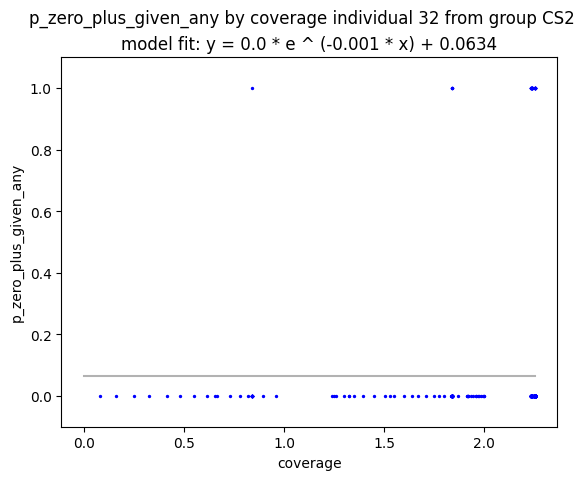 p_zero_plus_given_any by coverage individual 32 from group CS2
model fit: y = 0.0 * e ^ (-0.001 * x) + 0.0634
1.0
0.8
0.6
0.4
0.2
0.0
p_zero_plus_given_any
0.0 0.5 1.0 1.5 2.0
coverage